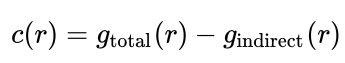 c(r) = g_total(r) − g_indirect(r)